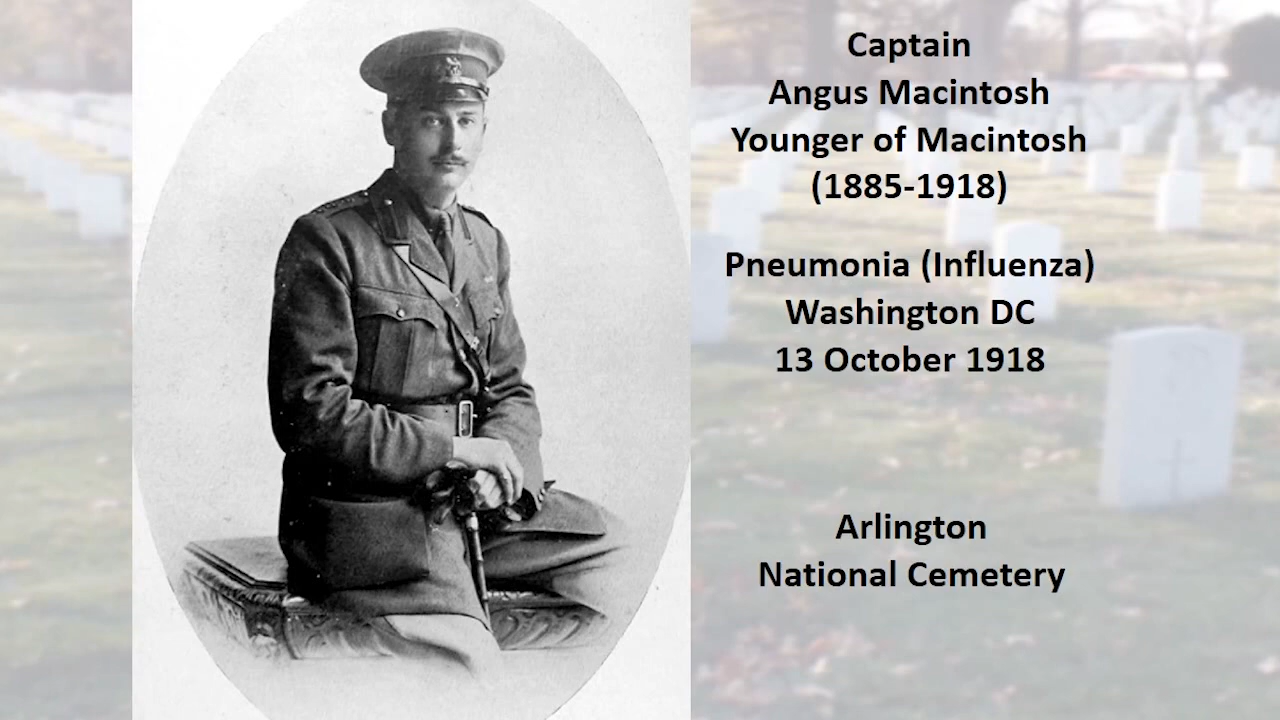 Captain
Angus Macintosh
Younger of Macintosh
(1885-1918)
Pneumonia (Influenza)
Washington DC
13 October 1918
Arlington
National Cemetery